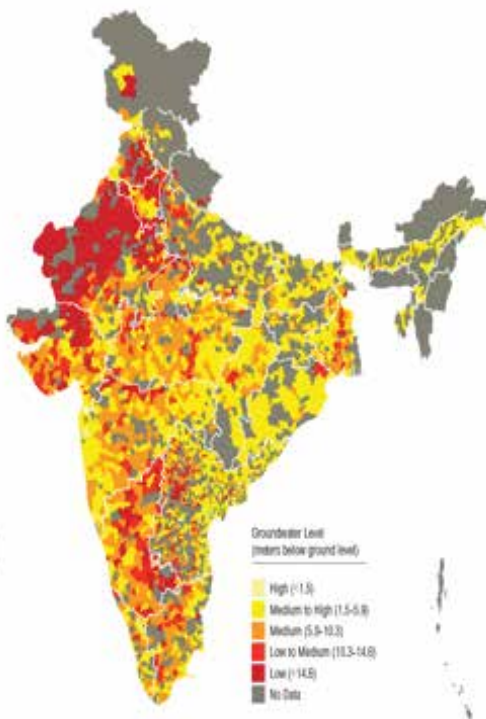 Groundwater Level
(meters below ground level)
High (<1.5)
Medium to High (1.5-5.9)
Medium (5.9-10.3)
Low to Medium (10.3-14.6)
Low (<14.6)
No Data